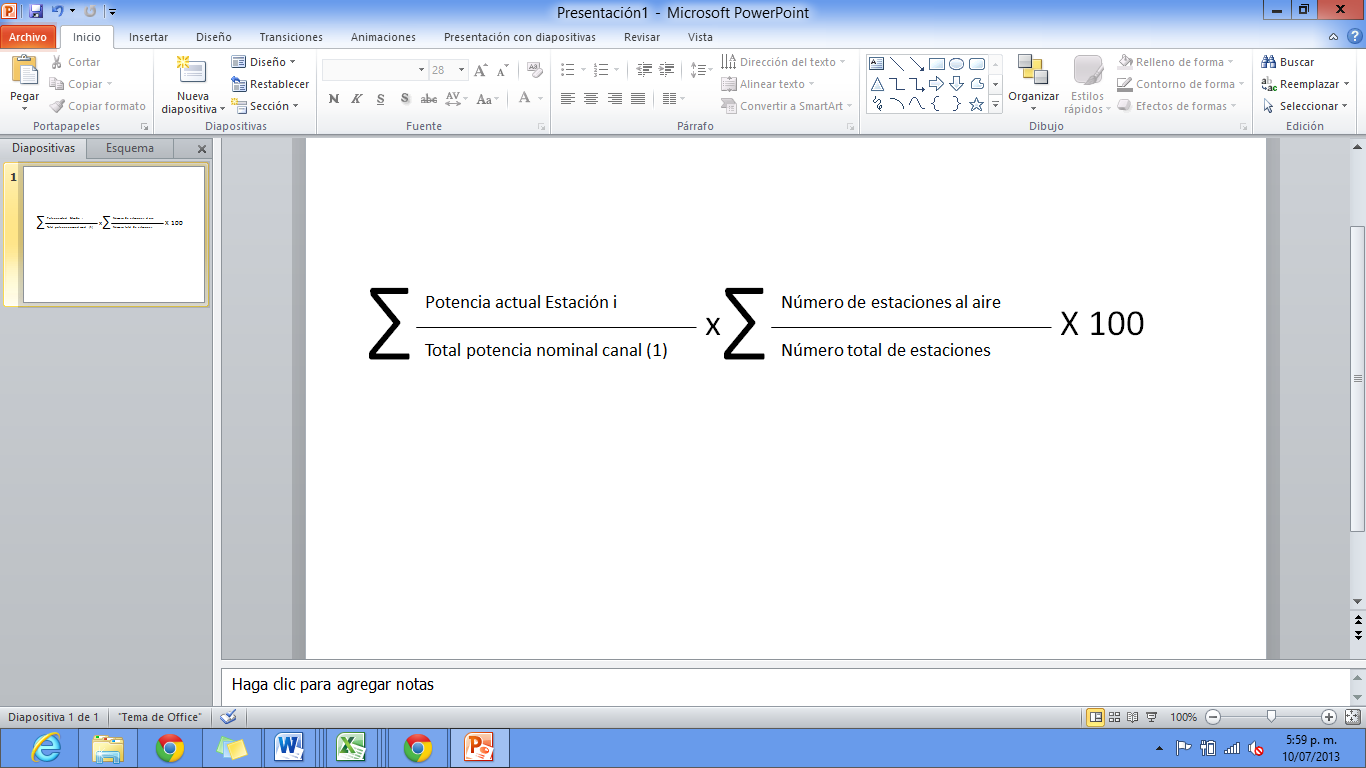 Presentación1 - Microsoft PowerPoint
Archivo Inicio Insertar Diseño Transiciones Animaciones Presentación con diapositivas Revisar Vista
Pegar
Cortar
Copiar
Copiar formato
Portapapeles
Nueva diapositiva
Diseño
Restablecer
Sección
Diapositivas
28
N K S S abc AV Aa A
Fuente
Dirección del texto
Alinear texto
Convertir a SmartArt
Párrafo
Organizar
Estilos rápidos
Relleno de forma
Contorno de forma
Efectos de formas
Dibujo
Buscar
Reemplazar
Seleccionar
Edición
Diapositivas Esquema
1
∑ Potencia actual Estación i
Total potencia nominal canal (1)
x ∑ Número de estaciones al aire
Número total de estaciones
X 100
Haga clic para agregar notas
Diapositiva 1 de 1 "Tema de Office" 100%
5:59 p. m.
10/07/2013